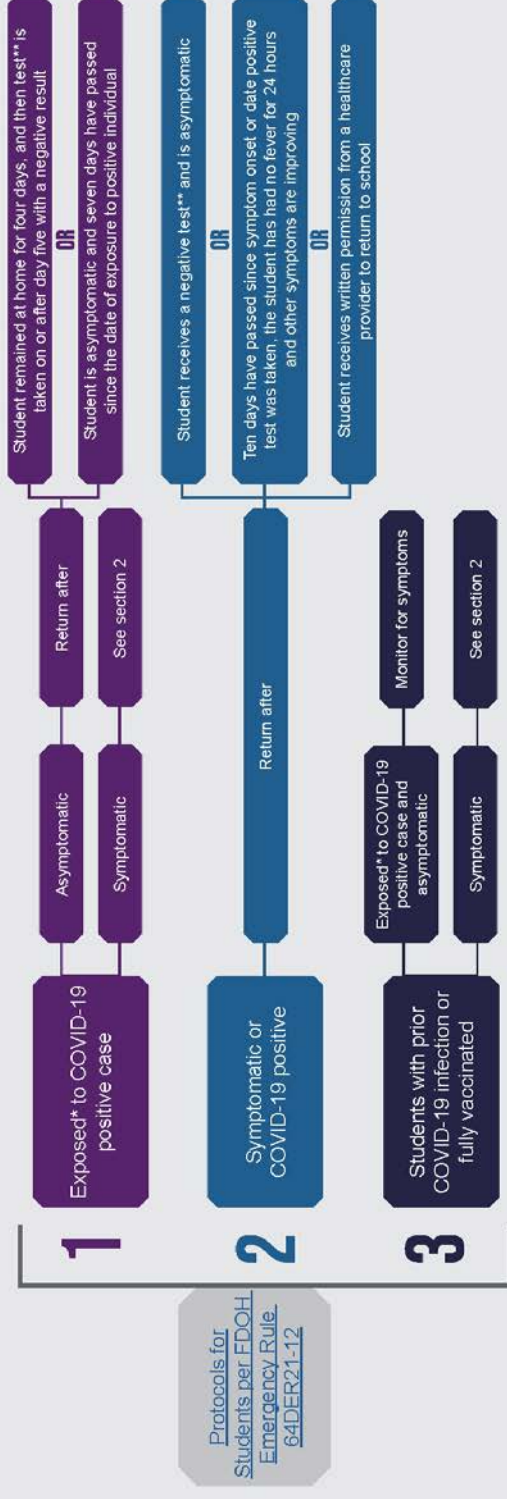 Protocols for
Students per FDOH
Emergency Rule
64DER21-12
1
Exposed* to COVID-19
positive case
Asymptomatic
Return after
Student remained at home for four days, and then test** is
taken on or after day five with a negative result
OR
Student is asymptomatic and seven days have passed
since the date of exposure to positive individual
Symptomatic
See section 2
2
Symptomatic or
COVID-19 positive
Return after
Student receives a negative test** and is asymptomatic
OR
Ten days have passed since symptom onset or date positive
test was taken, the student has had no fever for 24 hours
and other symptoms are improving
OR
Student receives written permission from a healthcare
provider to return to school
3
Students with prior
COVID-19 infection or
fully vaccinated
Exposed* to COVID-19
positive case and
asymptomatic
Monitor for symptoms
Symptomatic
See section 2